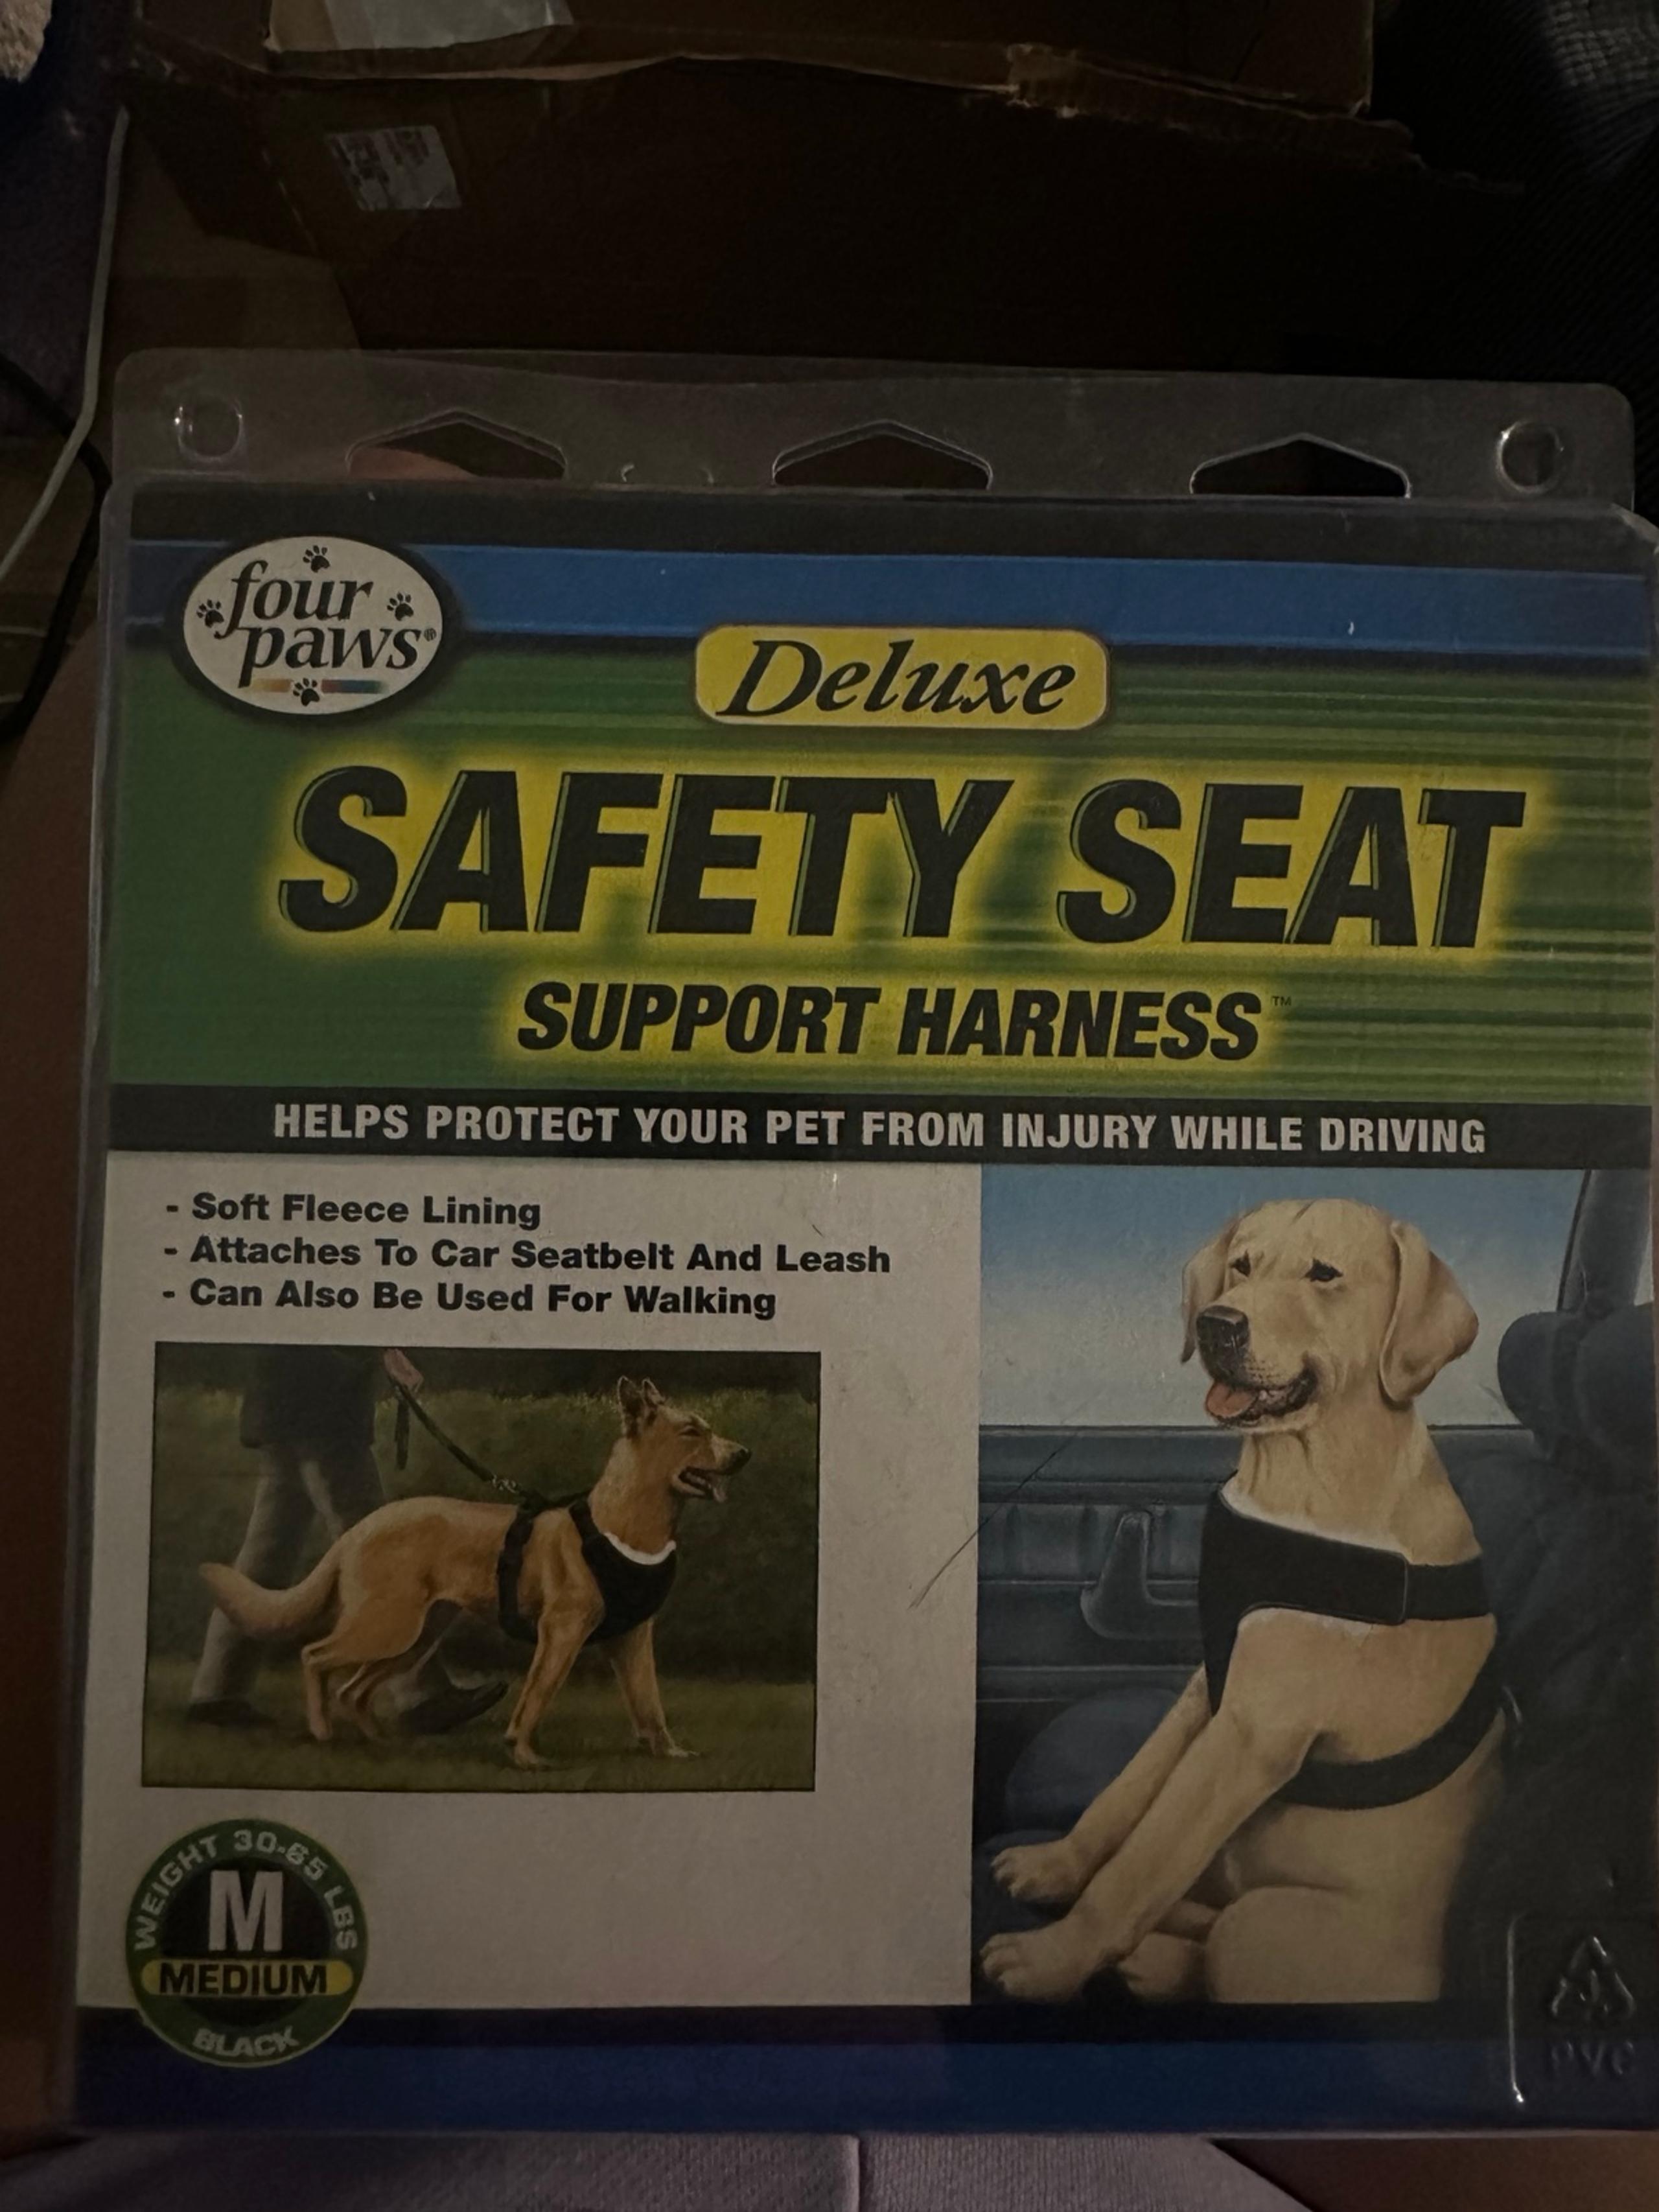 four
paws®
Deluxe
SAFETY SEAT
SUPPORT HARNESS™
HELPS PROTECT YOUR PET FROM INJURY WHILE DRIVING
- Soft Fleece Lining
- Attaches To Car Seatbelt And Leash
- Can Also Be Used For Walking
WEIGHT 30-65 LBS
M
MEDIUM
BLACK
PVC